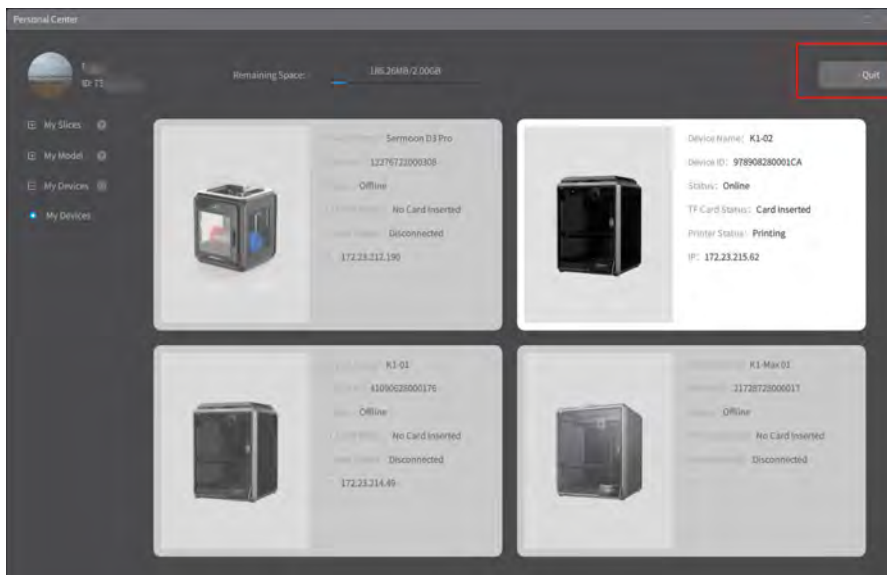 Personal Center
Remaining Space: 186.26MB/2.00GB
Quit
My Slices
My Model
My Devices
My Devices
Sermoon D3 Pro
12276722000308
Offline
No Card Inserted
Disconnected
172.23.212.190
Device Name: K1-02
Device ID: 978908280001CA
Status: Online
TF Card Status: Card Inserted
Printer Status: Printing
IP: 172.23.215.62
K1-01
41090628000176
Offline
No Card Inserted
Disconnected
172.23.214.49
K1-Max 01
Offline
No Card Inserted
Disconnected